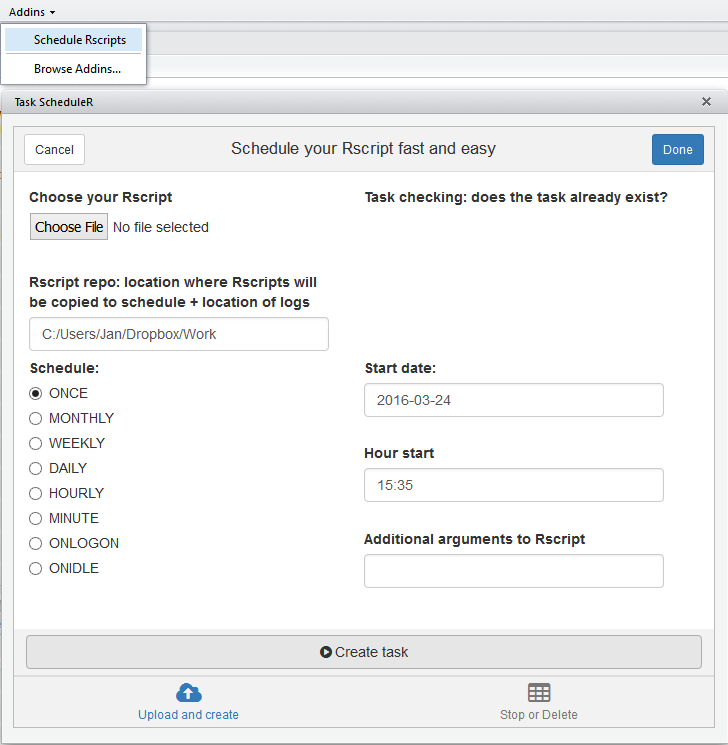 Addins
Schedule Rscripts
Browse Addins...
Task ScheduleR
Cancel
Schedule your Rscript fast and easy
Done
Choose your Rscript
Choose File No file selected
Task checking: does the task already exist?
Rscript repo: location where Rscripts will
be copied to schedule + location of logs
C:/Users/Jan/Dropbox/Work
Schedule:
ONCE
MONTHLY
WEEKLY
DAILY
HOURLY
MINUTE
ONLOGON
ONIDLE
Start date:
2016-03-24
Hour start
15:35
Additional arguments to Rscript
Create task
Upload and create
Stop or Delete